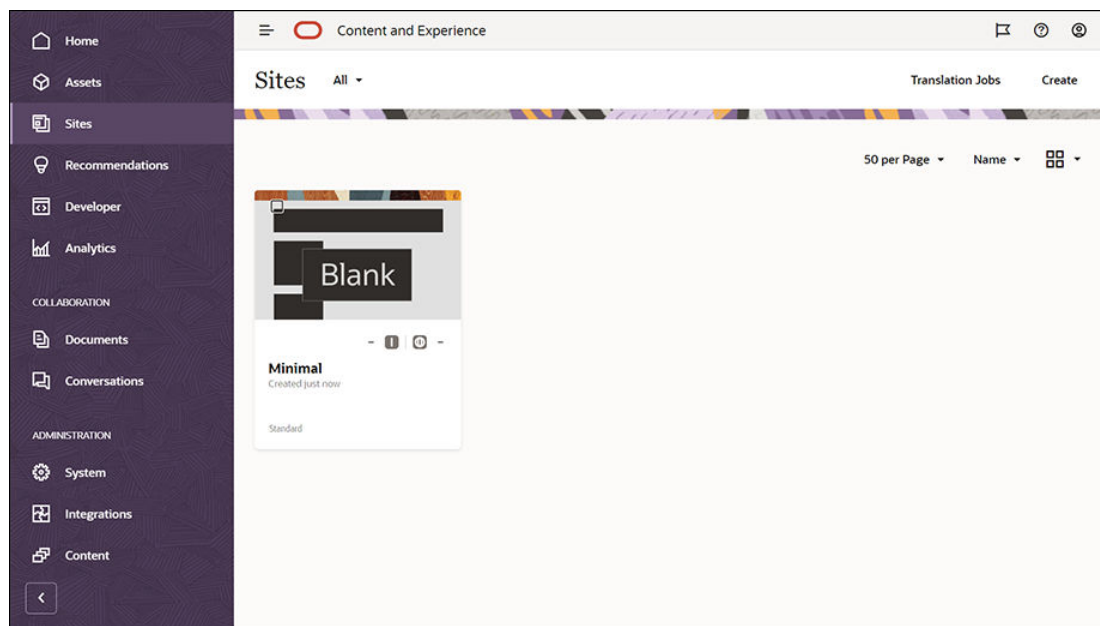 Home
Assets
Sites
Recommendations
Developer
Analytics
COLLABORATION
Documents
Conversations
ADMINISTRATION
System
Integrations
Content
Content and Experience
Sites All
Translation Jobs Create
50 per Page Name
Blank
Minimal
Created just now
Standard